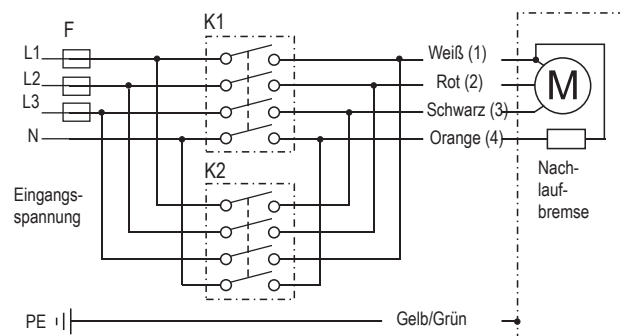 F
K1
L1
L2
L3
N
Weiß (1)
Rot (2)
Schwarz (3)
Orange (4)
M
Nach-
lauf-
bremse
K2
Eingangs-
spannung
PE
Gelb/Grün